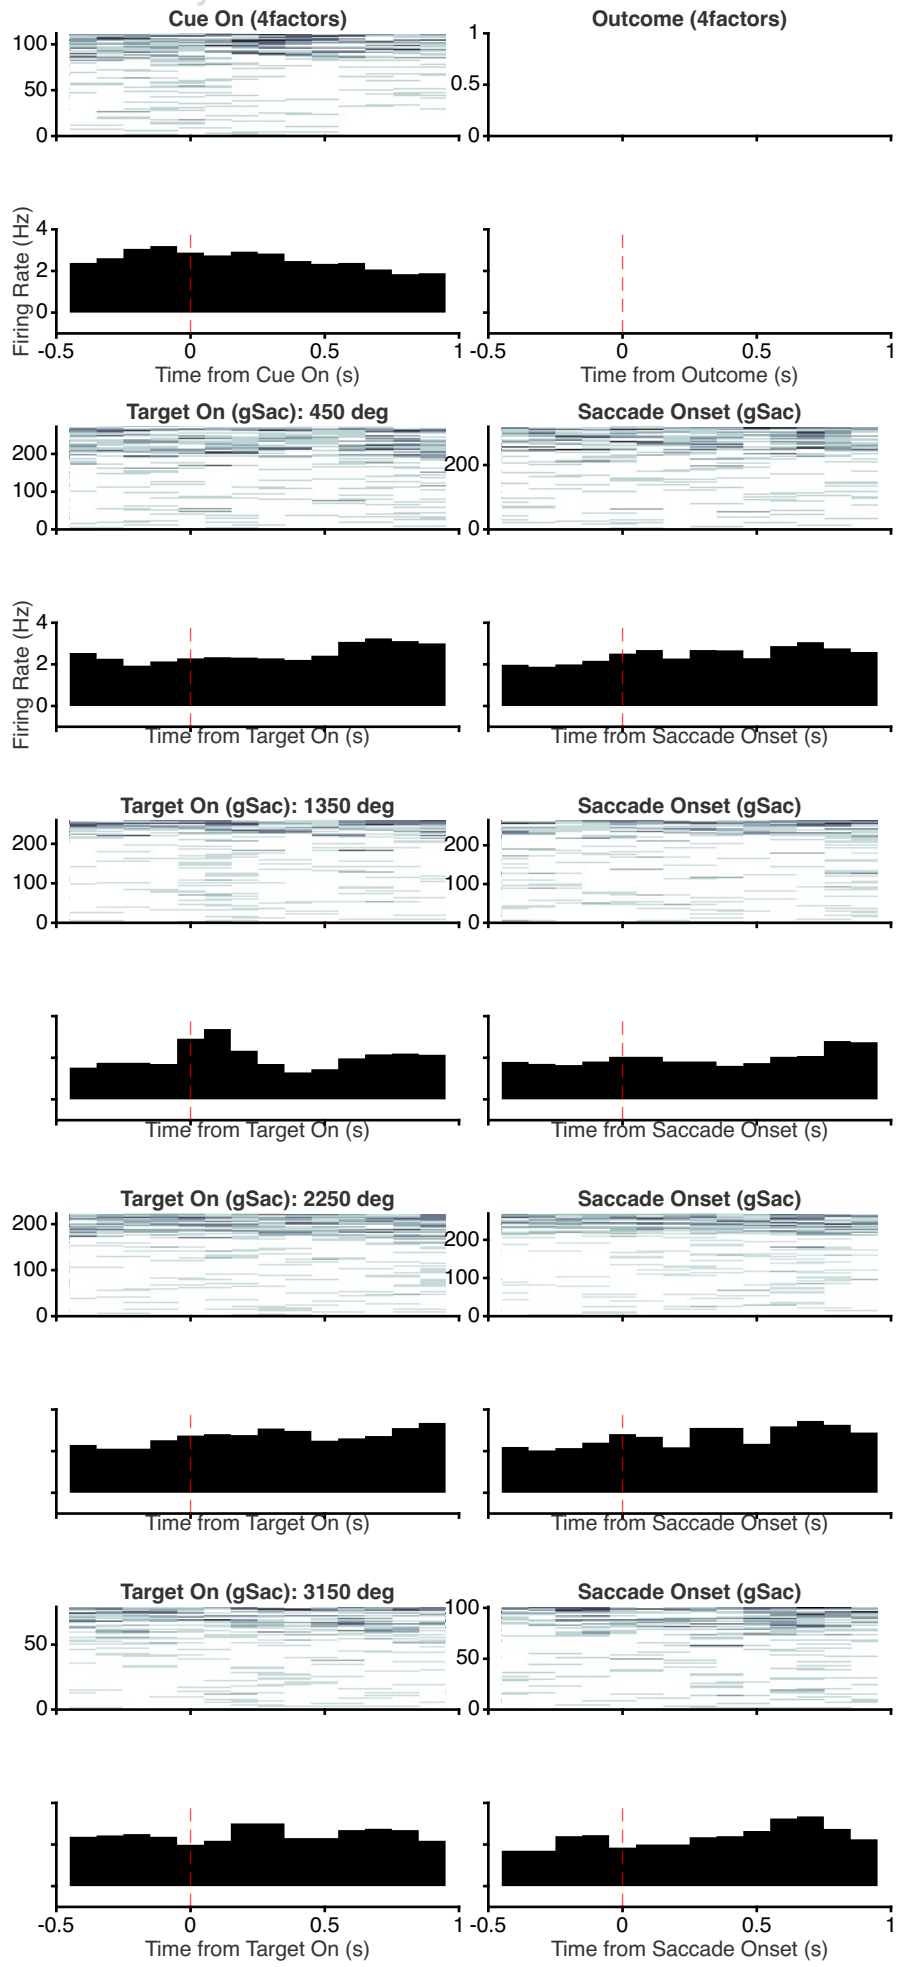 Cue On (4factors) Outcome (4factors)
100
50
0
1
0.5
0
Firing Rate (Hz)
4
2
0
-0.5 0 0.5 1 -0.5 0 0.5 1
Time from Cue On (s) Time from Outcome (s)
Target On (gSac): 450 deg Saccade Onset (gSac)
200
100
0
200
0
Firing Rate (Hz)
4
2
0
Time from Target On (s) Time from Saccade Onset (s)
Target On (gSac): 1350 deg Saccade Onset (gSac)
200
100
0
200
100
0
Time from Target On (s) Time from Saccade Onset (s)
Target On (gSac): 2250 deg Saccade Onset (gSac)
200
100
0
200
100
0
Time from Target On (s) Time from Saccade Onset (s)
Target On (gSac): 3150 deg Saccade Onset (gSac)
50
0
100
50
0
-0.5 0 0.5 1 -0.5 0 0.5 1
Time from Target On (s) Time from Saccade Onset (s)